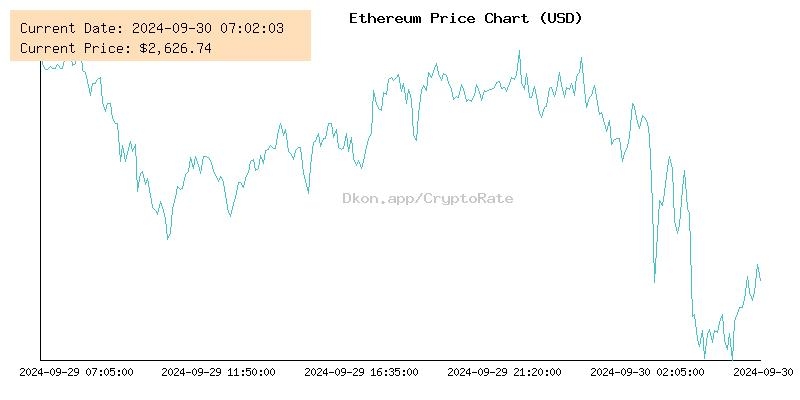 Ethereum Price Chart (USD)
Current Date: 2024-09-30 07:02:03
Current Price: $2,626.74
Dkon.app/CryptoRate
2024-09-29 07:05:00 2024-09-29 11:50:00 2024-09-29 16:35:00 2024-09-29 21:20:00 2024-09-30 02:05:00 2024-09-30